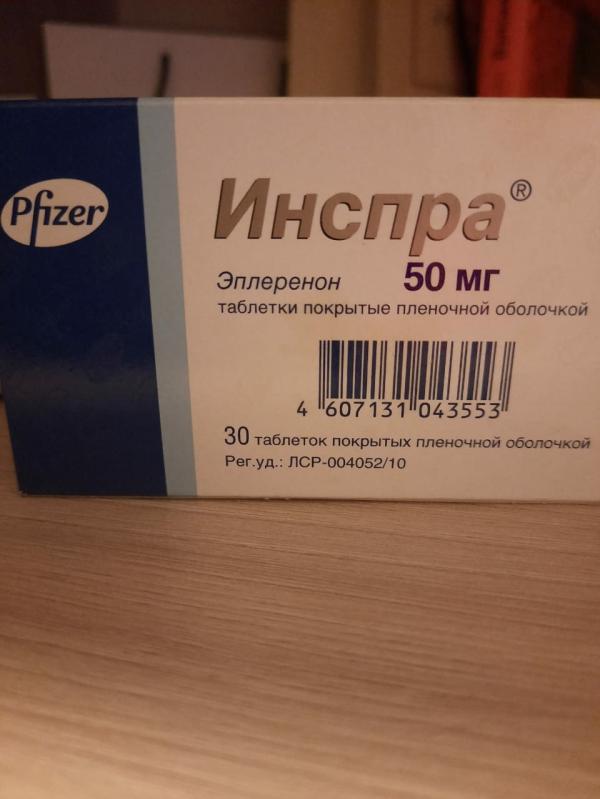 Pfizer
Инспра®
Эплеренон 50 мг
таблетки покрытые пленочной оболочкой
4 607131 043553
30 таблеток покрытых пленочной оболочкой
Рег.уд.: ЛСР-004052/10